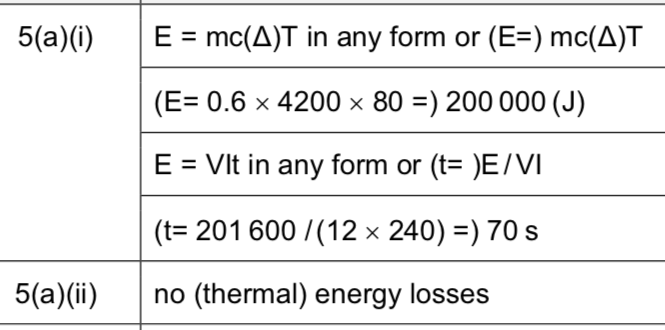 5(a)(i) E = mc(Δ)T in any form or (E=) mc(Δ)T
(E= 0.6 × 4200 × 80 =) 200 000 (J)
E = VIt in any form or (t= )E/VI
(t= 201 600 /(12 × 240) =) 70 s
5(a)(ii) no (thermal) energy losses